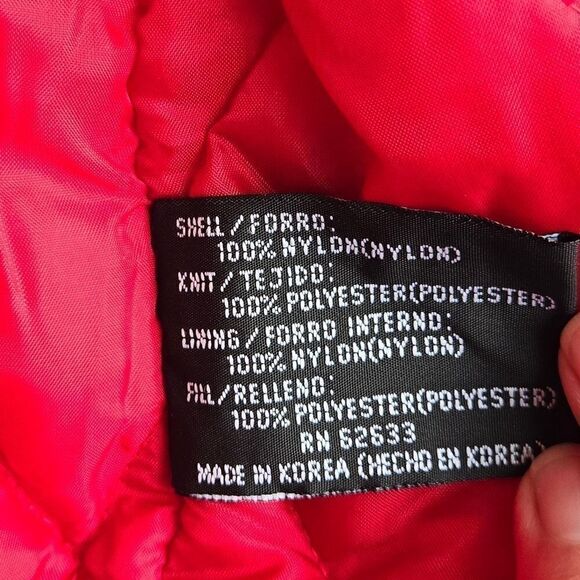 SHELL / FORRO:
100% NYLON(NYLON)
KNIT / TEJIDO:
100% POLYESTER(POLYESTER)
LINING / FORRO INTERNO:
100% NYLON(NYLON)
FILL/RELLENO:
100% POLYESTER(POLYESTER)
RN 62633
MADE IN KOREA (HECHO EN KOREA)